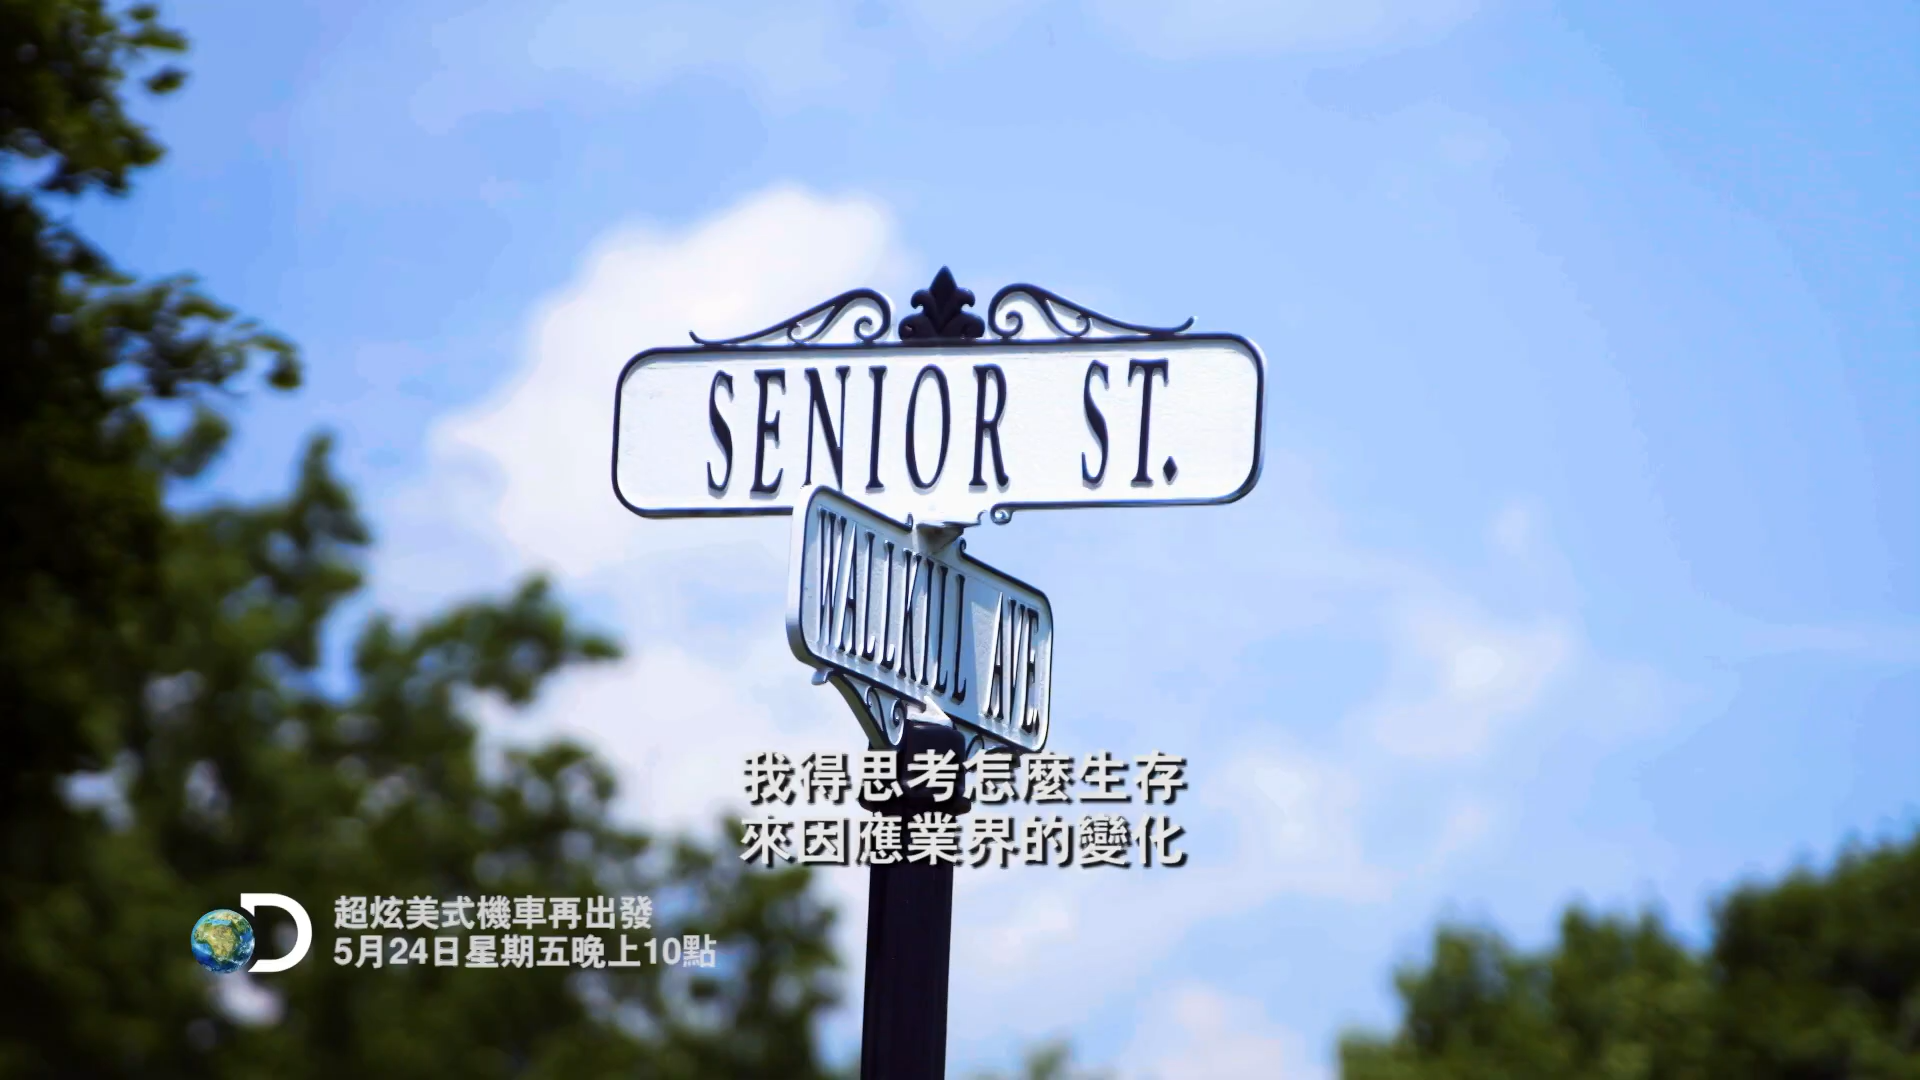 SENIOR ST.
WALLKILL AVE.
我得思考怎麼生存
來因應業界的變化
超炫美式機車再出發
5月24日星期五晚上10點